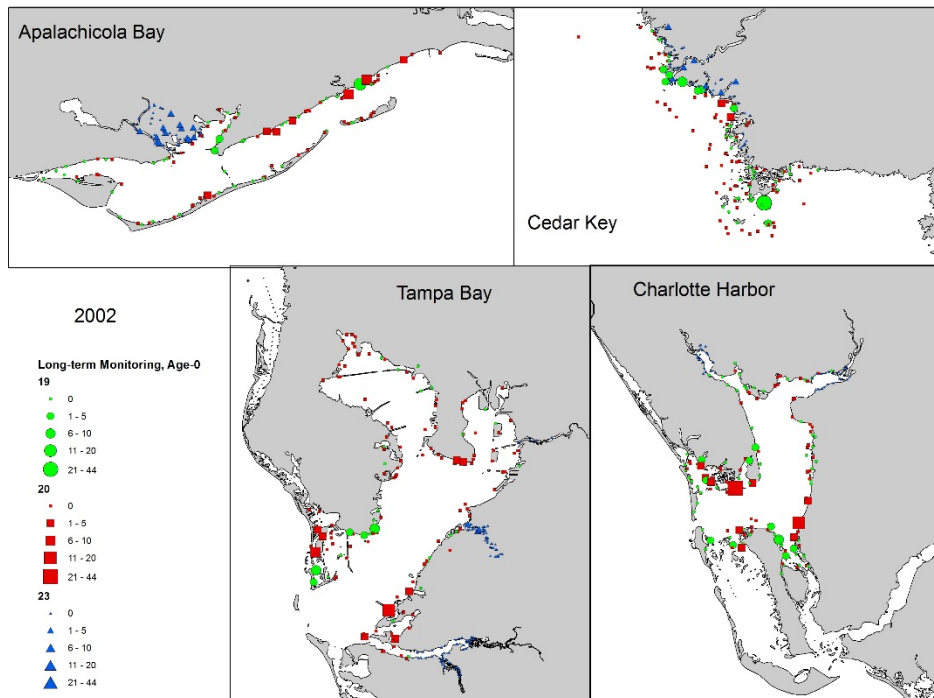 Apalachicola Bay
Cedar Key
Tampa Bay
Charlotte Harbor
2002
Long-term Monitoring, Age-0
19
0
1 - 5
6 - 10
11 - 20
21 - 44
20
0
1 - 5
6 - 10
11 - 20
21 - 44
23
0
1 - 5
6 - 10
11 - 20
21 - 44